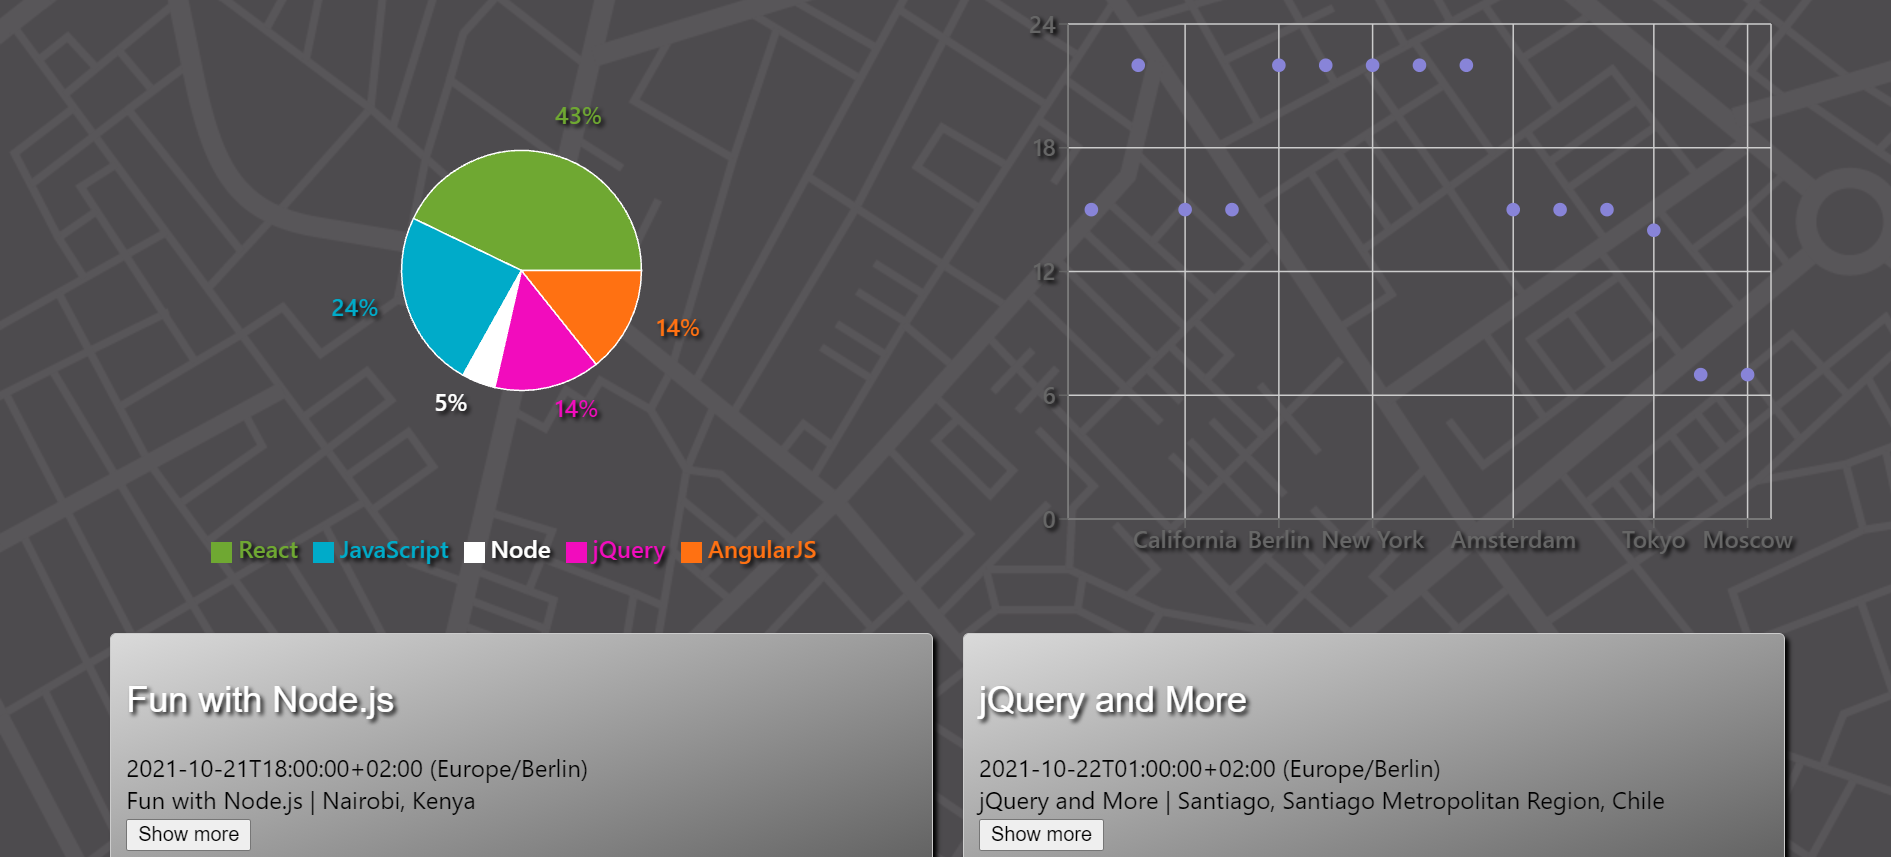 43%
24%
14%
5%
14%
React JavaScript Node jQuery AngularJS
24
18
12
6
0
California Berlin New York Amsterdam Tokyo Moscow
Fun with Node.js
2021-10-21T18:00:00+02:00 (Europe/Berlin)
Fun with Node.js | Nairobi, Kenya
Show more
jQuery and More
2021-10-22T01:00:00+02:00 (Europe/Berlin)
jQuery and More | Santiago, Santiago Metropolitan Region, Chile
Show more